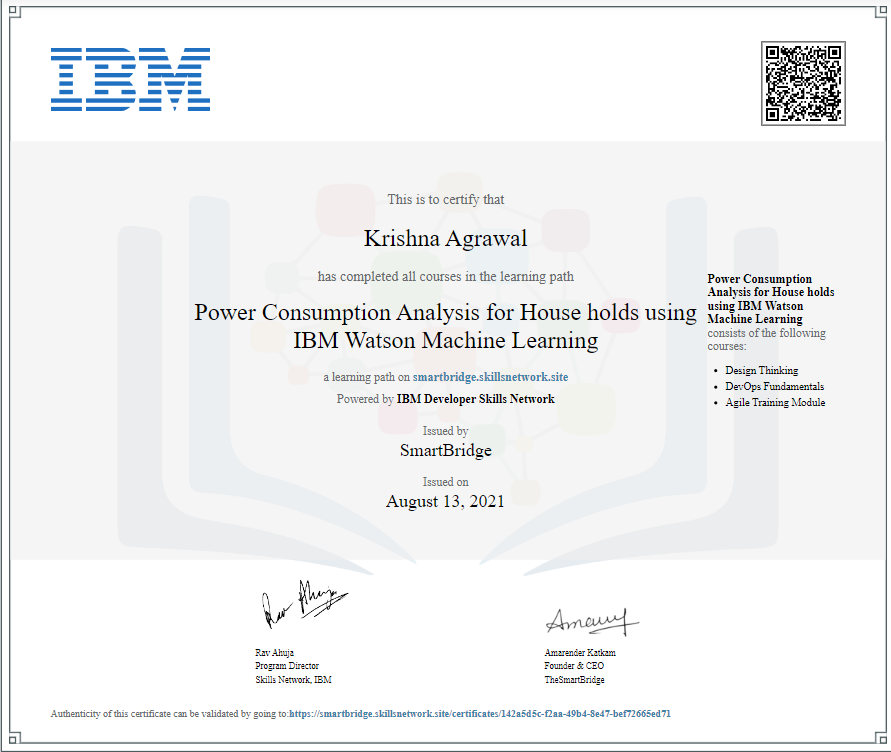 IBM
This is to certify that
Krishna Agrawal
has completed all courses in the learning path
Power Consumption Analysis for House holds using
IBM Watson Machine Learning
a learning path on smartbridge.skillsnetwork.site
Powered by IBM Developer Skills Network
Issued by
SmartBridge
Issued on
August 13, 2021
Power Consumption
Analysis for House holds
using IBM Watson
Machine Learning
consists of the following
courses:
• Design Thinking
• DevOps Fundamentals
• Agile Training Module
Rav Ahuja
Rav Ahuja
Program Director
Skills Network, IBM
Amarender Katkam
Founder & CEO
TheSmartBridge
Authenticity of this certificate can be validated by going to:https://smartbridge.skillsnetwork.site/certificates/142a5d5c-f2aa-49b4-8e47-bef72665ed71